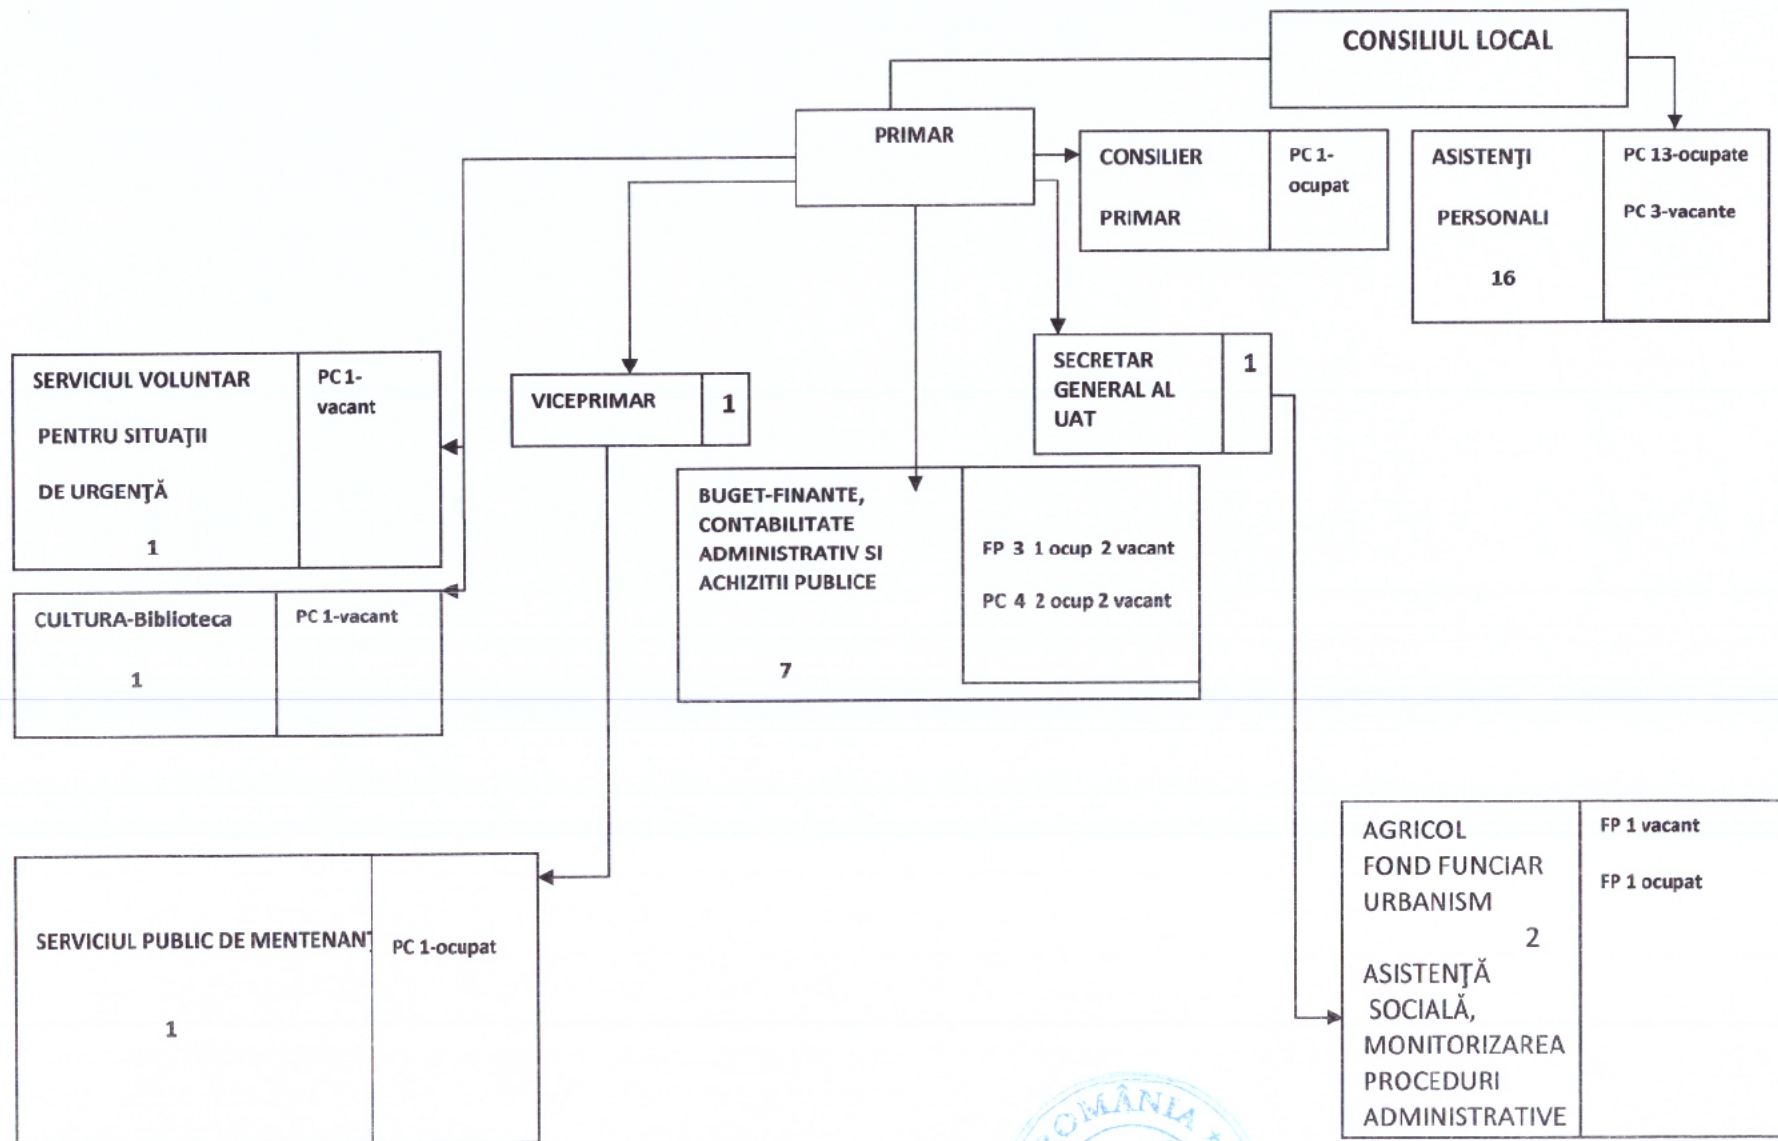 CONSILIUL LOCAL
PRIMAR
CONSILIER
PRIMAR
PC 1-
ocupat
ASISTENŢI
PERSONALI
16
PC 13-ocupate
PC 3-vacante
SERVICIUL VOLUNTAR
PENTRU SITUAŢII
DE URGENŢĂ
1
PC 1-
vacant
VICEPRIMAR
1
SECRETAR
GENERAL AL
UAT
1
BUGET-FINANTE,
CONTABILITATE
ADMINISTRATIV SI
ACHIZITII PUBLICE
7
FP 3 1 ocup 2 vacant
PC 4 2 ocup 2 vacant
CULTURA-Biblioteca
1
PC 1-vacant
SERVICIUL PUBLIC DE MENTENANŢ
1
PC 1-ocupat
AGRICOL
FOND FUNCIAR
URBANISM
2
ASISTENŢĂ
SOCIALĂ,
MONITORIZAREA
PROCEDURI
ADMINISTRATIVE
FP 1 vacant
FP 1 ocupat
ROMÂNIA *